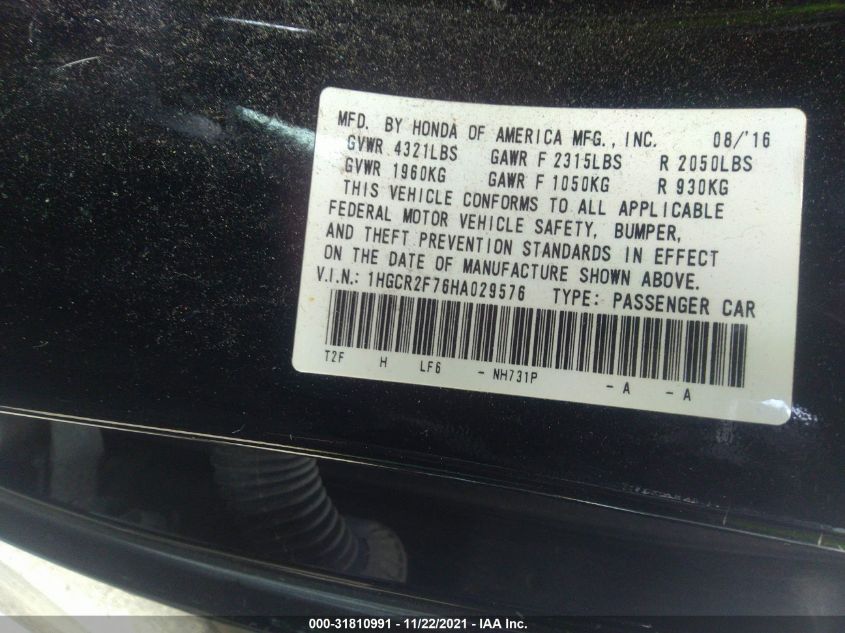 MFD. BY HONDA OF AMERICA MFG., INC. 08/'16
GVWR 4321LBS GAWR F 2315LBS R 2050LBS
GVWR 1960KG GAWR F 1050KG R 930KG
THIS VEHICLE CONFORMS TO ALL APPLICABLE
FEDERAL MOTOR VEHICLE SAFETY, BUMPER,
AND THEFT PREVENTION STANDARDS IN EFFECT
ON THE DATE OF MANUFACTURE SHOWN ABOVE.
V.I.N.: 1HGCR2F76HA029576 TYPE: PASSENGER CAR
T2F H LF6 - NH731P - A - A
000-31810991 - 11/22/2021 - IAA Inc.